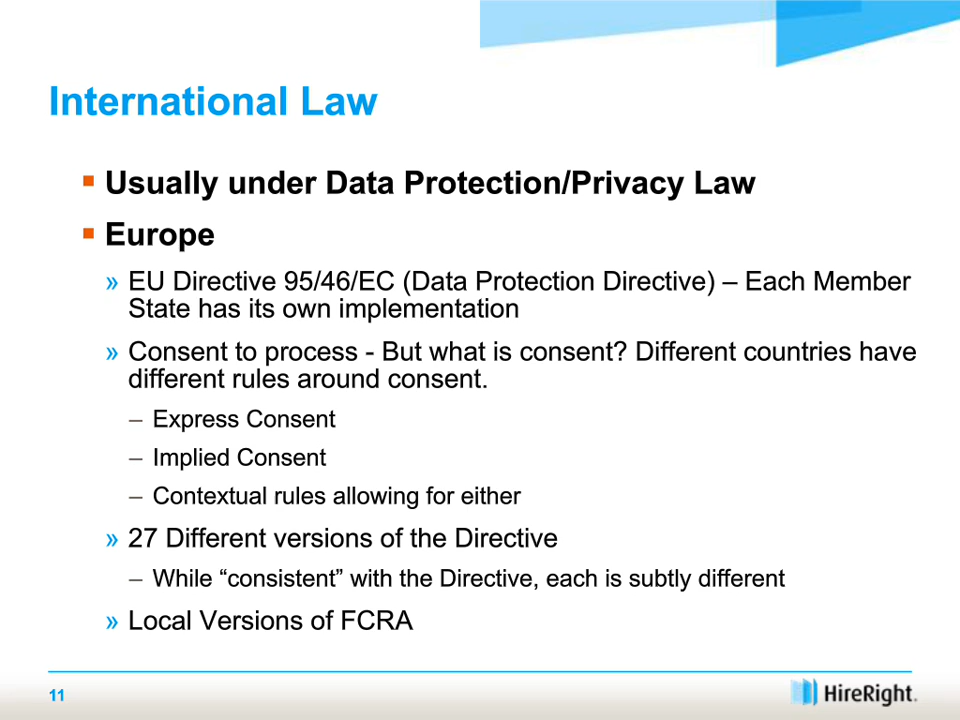 International Law
▪ Usually under Data Protection/Privacy Law
▪ Europe
» EU Directive 95/46/EC (Data Protection Directive) – Each Member
State has its own implementation
» Consent to process - But what is consent? Different countries have
different rules around consent.
– Express Consent
– Implied Consent
– Contextual rules allowing for either
» 27 Different versions of the Directive
– While “consistent” with the Directive, each is subtly different
» Local Versions of FCRA
11
HireRight.